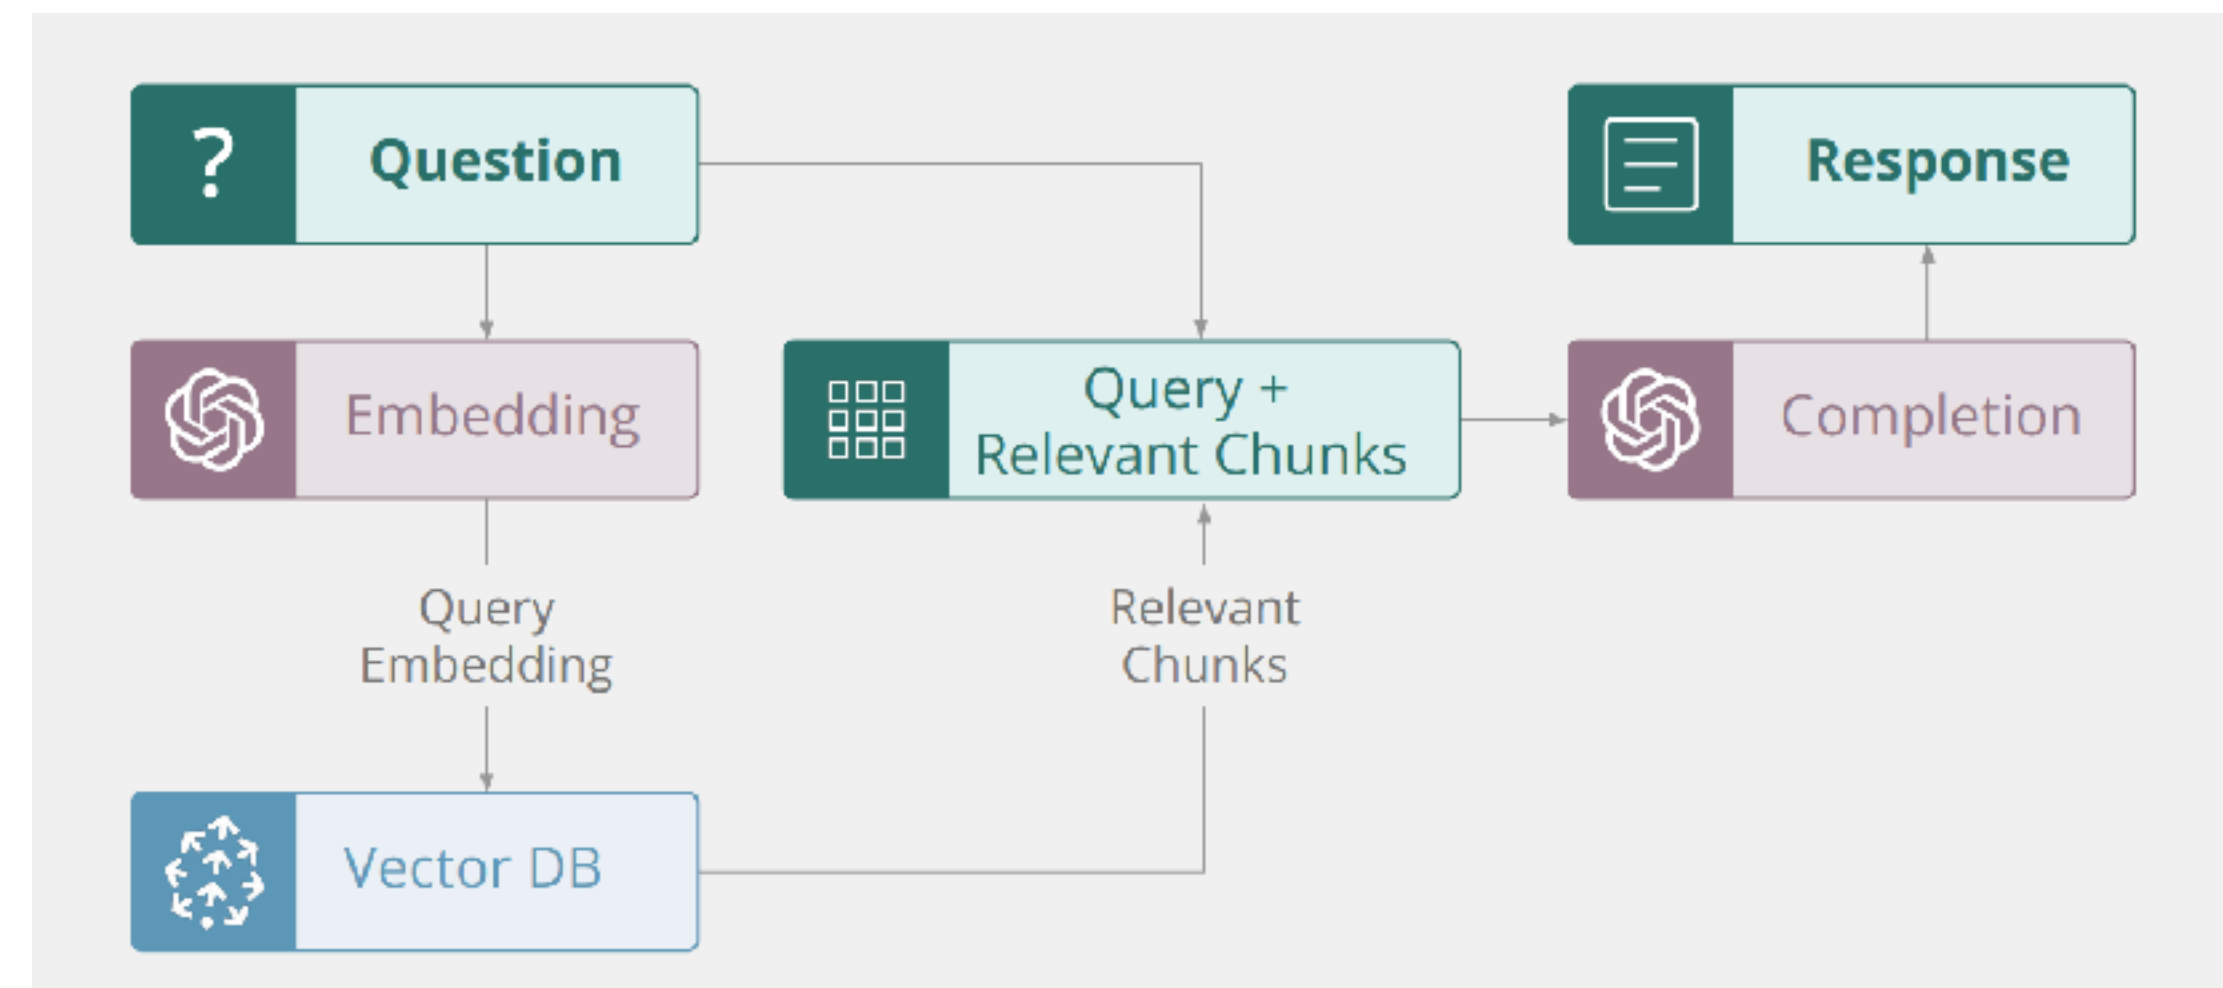 ?
Question
Response
Embedding
Query +
Relevant Chunks
Completion
Query
Embedding
Relevant
Chunks
Vector DB